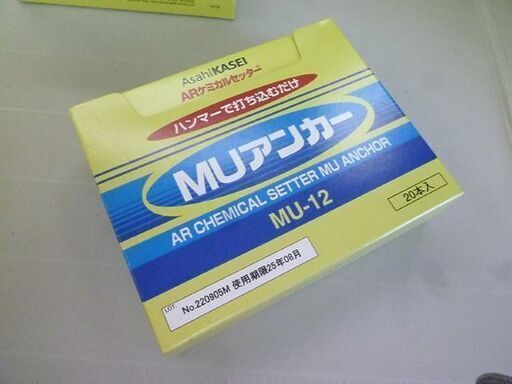 AsahiKASEI
ARケミカルセッター®
ハンマーで打ち込むだけ
MUアンカー
AR CHEMICAL SETTER MU ANCHOR
MU-12
20本入
LOT. No.220905M 使用期限25年08月